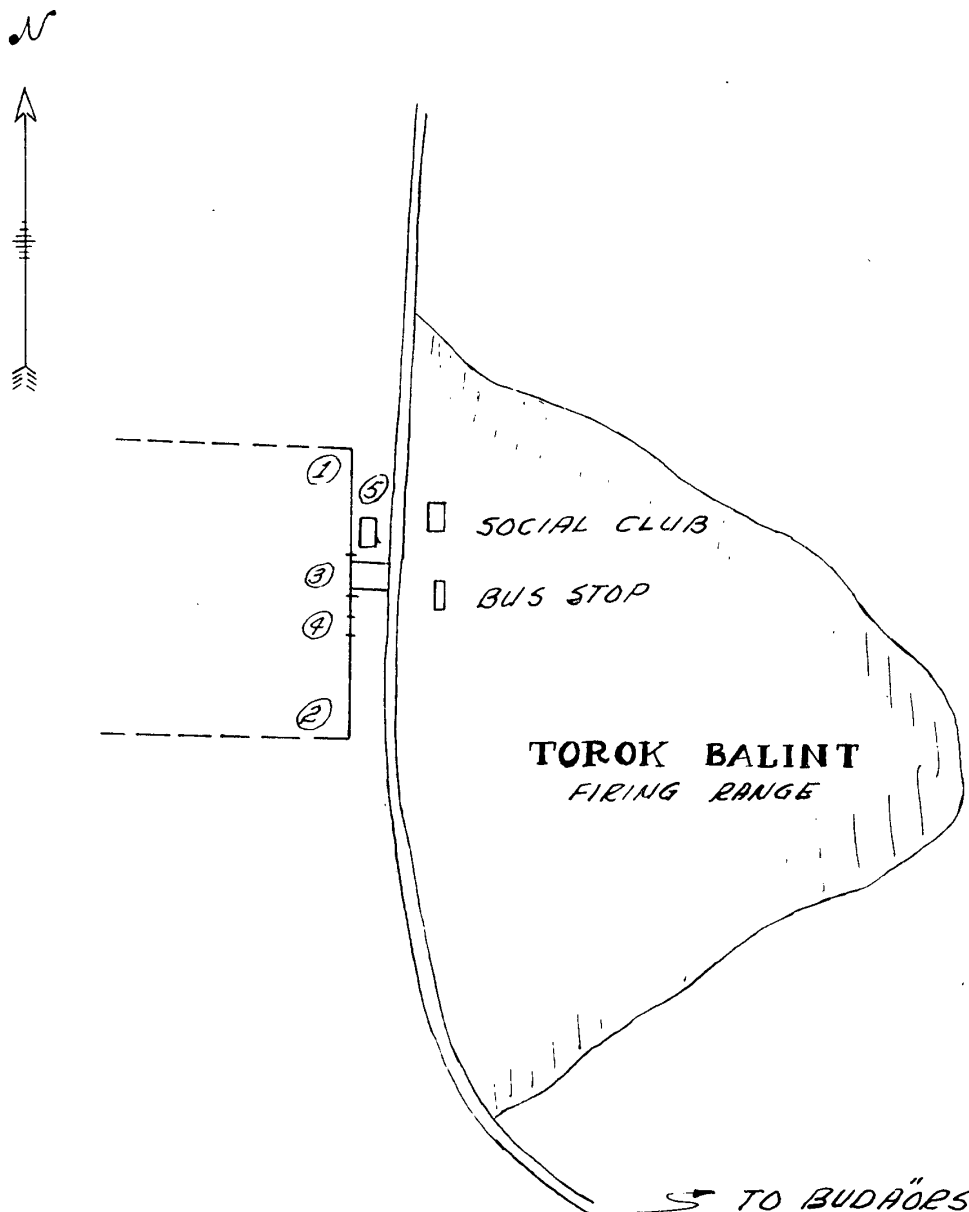 N
①
⑤
SOCIAL CLUB
③
BUS STOP
④
②
TOROK BALINT
FIRING RANGE
TO BUDAÖRS